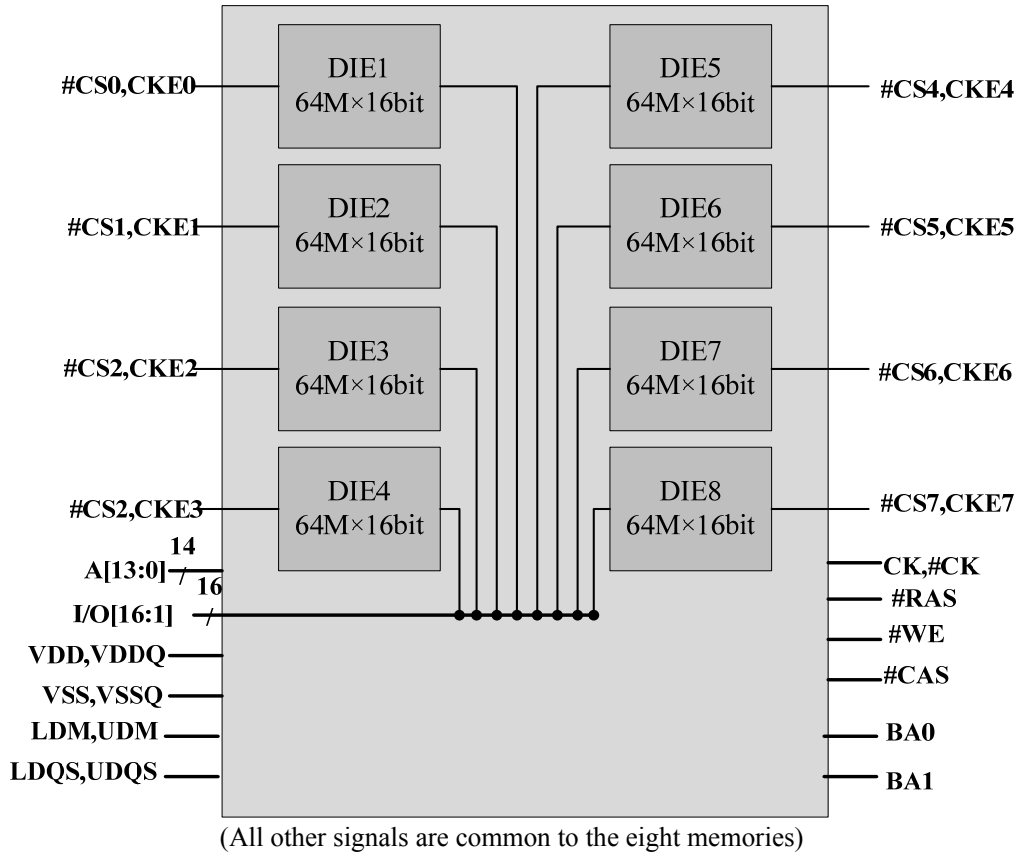 #CS0,CKE0
DIE1
64M×16bit
DIE5
64M×16bit
#CS4,CKE4
#CS1,CKE1
DIE2
64M×16bit
DIE6
64M×16bit
#CS5,CKE5
#CS2,CKE2
DIE3
64M×16bit
DIE7
64M×16bit
#CS6,CKE6
#CS2,CKE3
DIE4
64M×16bit
DIE8
64M×16bit
#CS7,CKE7
14
A[13:0]
16
I/O[16:1]
VDD,VDDQ
VSS,VSSQ
LDM,UDM
LDQS,UDQS
CK,#CK
#RAS
#WE
#CAS
BA0
BA1
(All other signals are common to the eight memories)